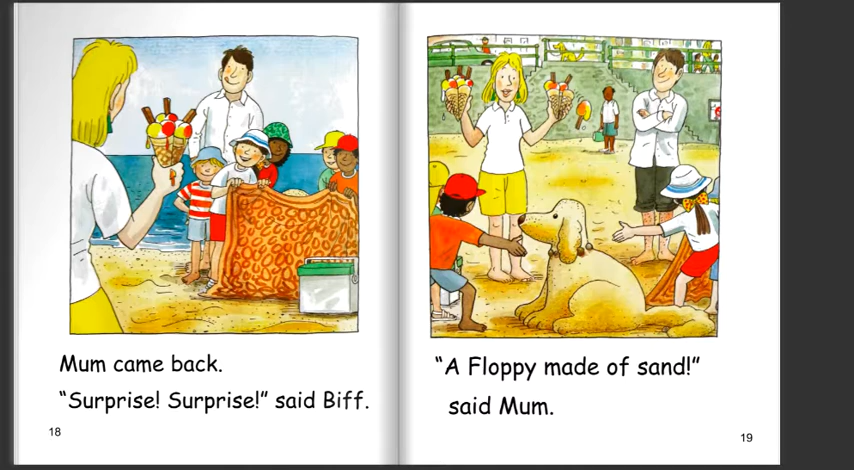 Mum came back.
“Surprise! Surprise!” said Biff.
18
“A Floppy made of sand!”
said Mum.
19